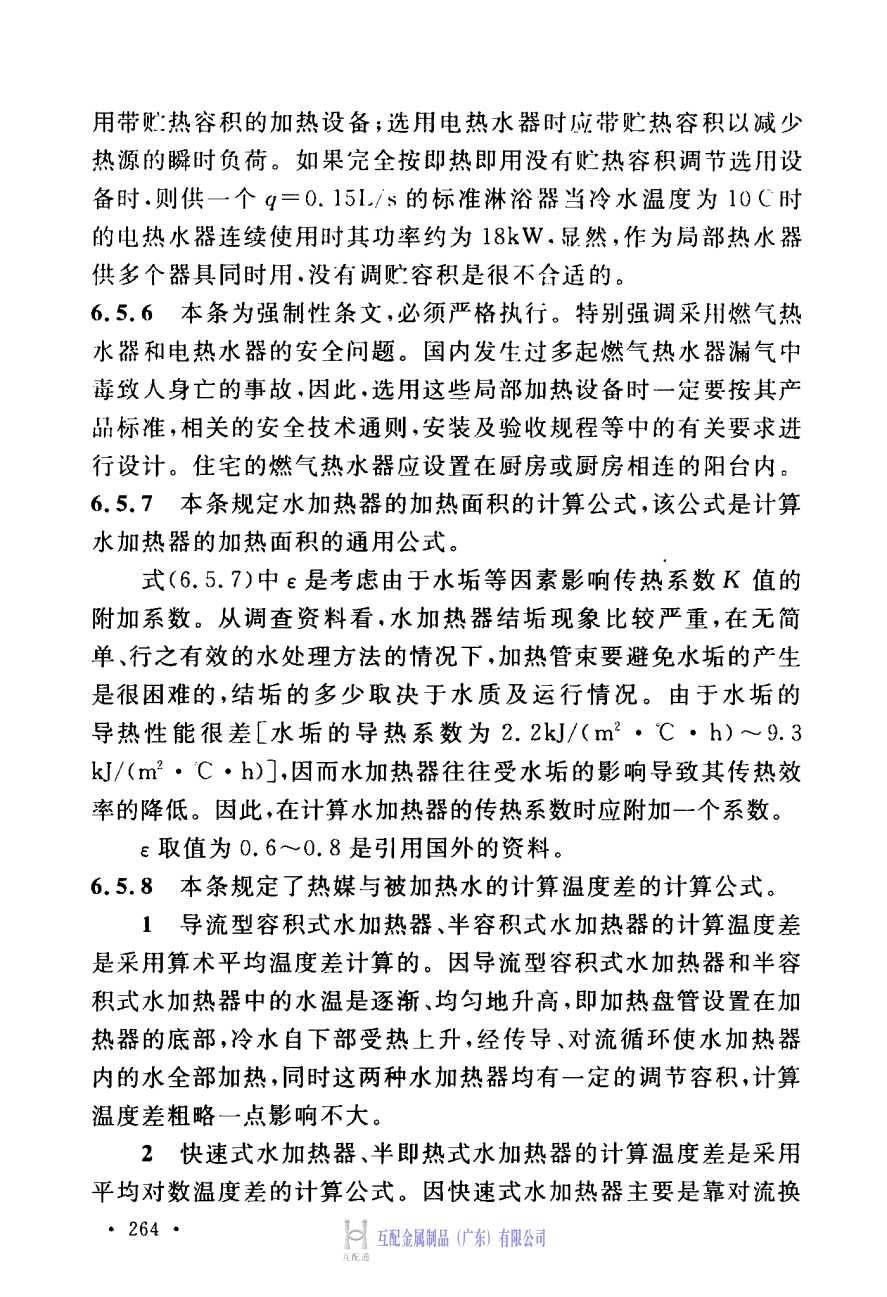 用带贮热容积的加热设备;选用电热水器时应带贮热容积以减少
热源的瞬时负荷。如果完全按即热即用没有贮热容积调节选用设
备时,则供一个 q=0.15L/s 的标准淋浴器当冷水温度为 10℃时
的电热水器连续使用时其功率约为 18kW,显然,作为局部热水器
供多个器具同时用,没有调贮容积是很不合适的。
6.5.6 本条为强制性条文,必须严格执行。特别强调采用燃气热
水器和电热水器的安全问题。国内发生过多起燃气热水器漏气中
毒致人身亡的事故,因此,选用这些局部加热设备时一定要按其产
品标准,相关的安全技术通则,安装及验收规程等中的有关要求进
行设计。住宅的燃气热水器应设置在厨房或厨房相连的阳台内。
6.5.7 本条规定水加热器的加热面积的计算公式,该公式是计算
水加热器的加热面积的通用公式。
式(6.5.7)中 ε 是考虑由于水垢等因素影响传热系数 K 值的
附加系数。从调查资料看,水加热器结垢现象比较严重,在无简
单、行之有效的水处理方法的情况下,加热管束要避免水垢的产生
是很困难的,结垢的多少取决于水质及运行情况。由于水垢的
导热性能很差[水垢的导热系数为 2.2kJ/(m²·℃·h)~9.3
kJ/(m²·℃·h)],因而水加热器往往受水垢的影响导致其传热效
率的降低。因此,在计算水加热器的传热系数时应附加一个系数。
ε 取值为 0.6~0.8 是引用国外的资料。
6.5.8 本条规定了热媒与被加热水的计算温度差的计算公式。
1 导流型容积式水加热器、半容积式水加热器的计算温度差
是采用算术平均温度差计算的。因导流型容积式水加热器和半容
积式水加热器中的水温是逐渐、均匀地升高,即加热盘管设置在加
热器的底部,冷水自下部受热上升,经传导、对流循环使水加热器
内的水全部加热,同时这两种水加热器均有一定的调节容积,计算
温度差粗略一点影响不大。
2 快速式水加热器、半即热式水加热器的计算温度差是采用
平均对数温度差的计算公式。因快速式水加热器主要是靠对流换
· 264 ·
互配金属制品(广东)有限公司
互配通